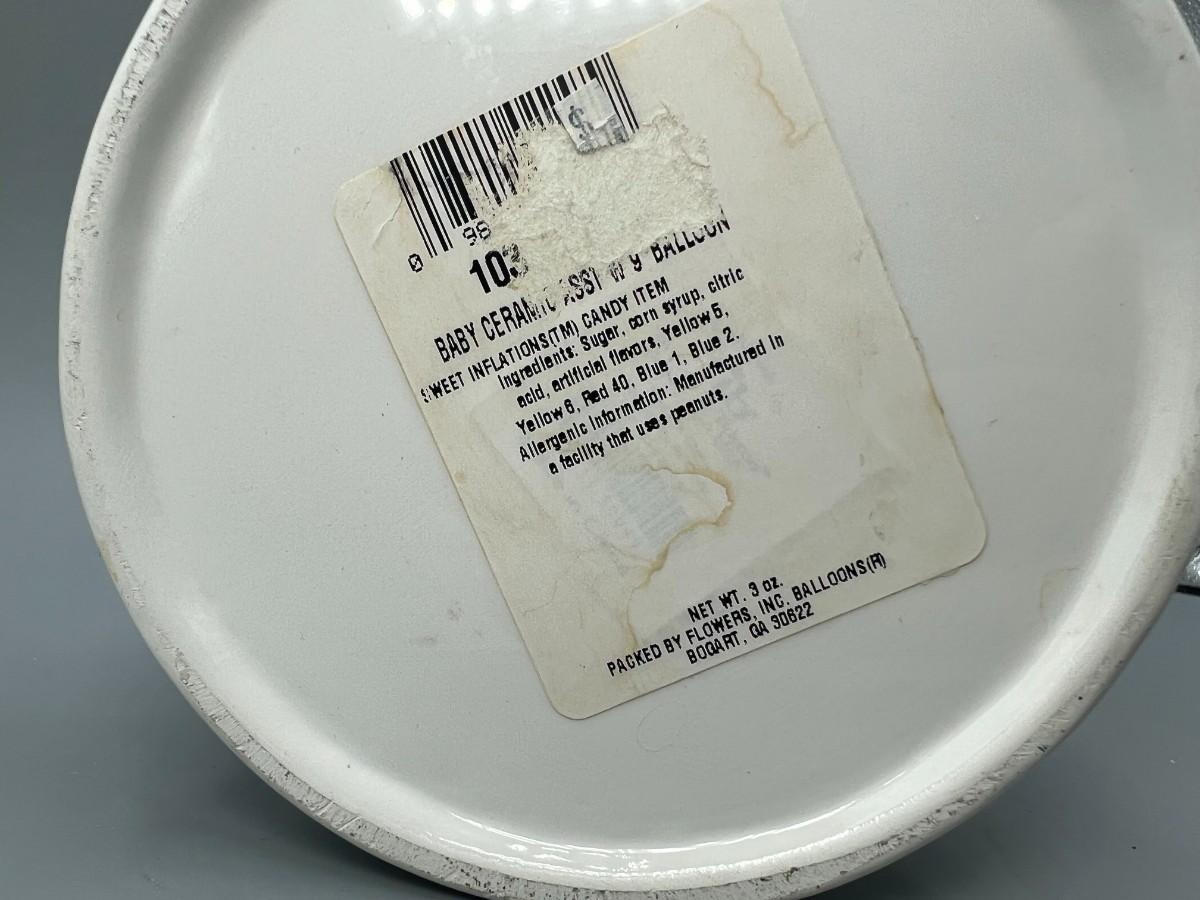 $
0 98
103
BABY CERAMIC ASST W 9" BALLOON
SWEET INFLATIONS(TM) CANDY ITEM
Ingredients: Sugar, corn syrup, citric
acid, artificial flavors, Yellow 5,
Yellow 6, Red 40, Blue 1, Blue 2.
Allergenic Information: Manufactured in
a facility that uses peanuts.
NET WT. 3 oz.
PACKED BY FLOWERS, INC. BALLOONS(R)
BOGART, GA 30622